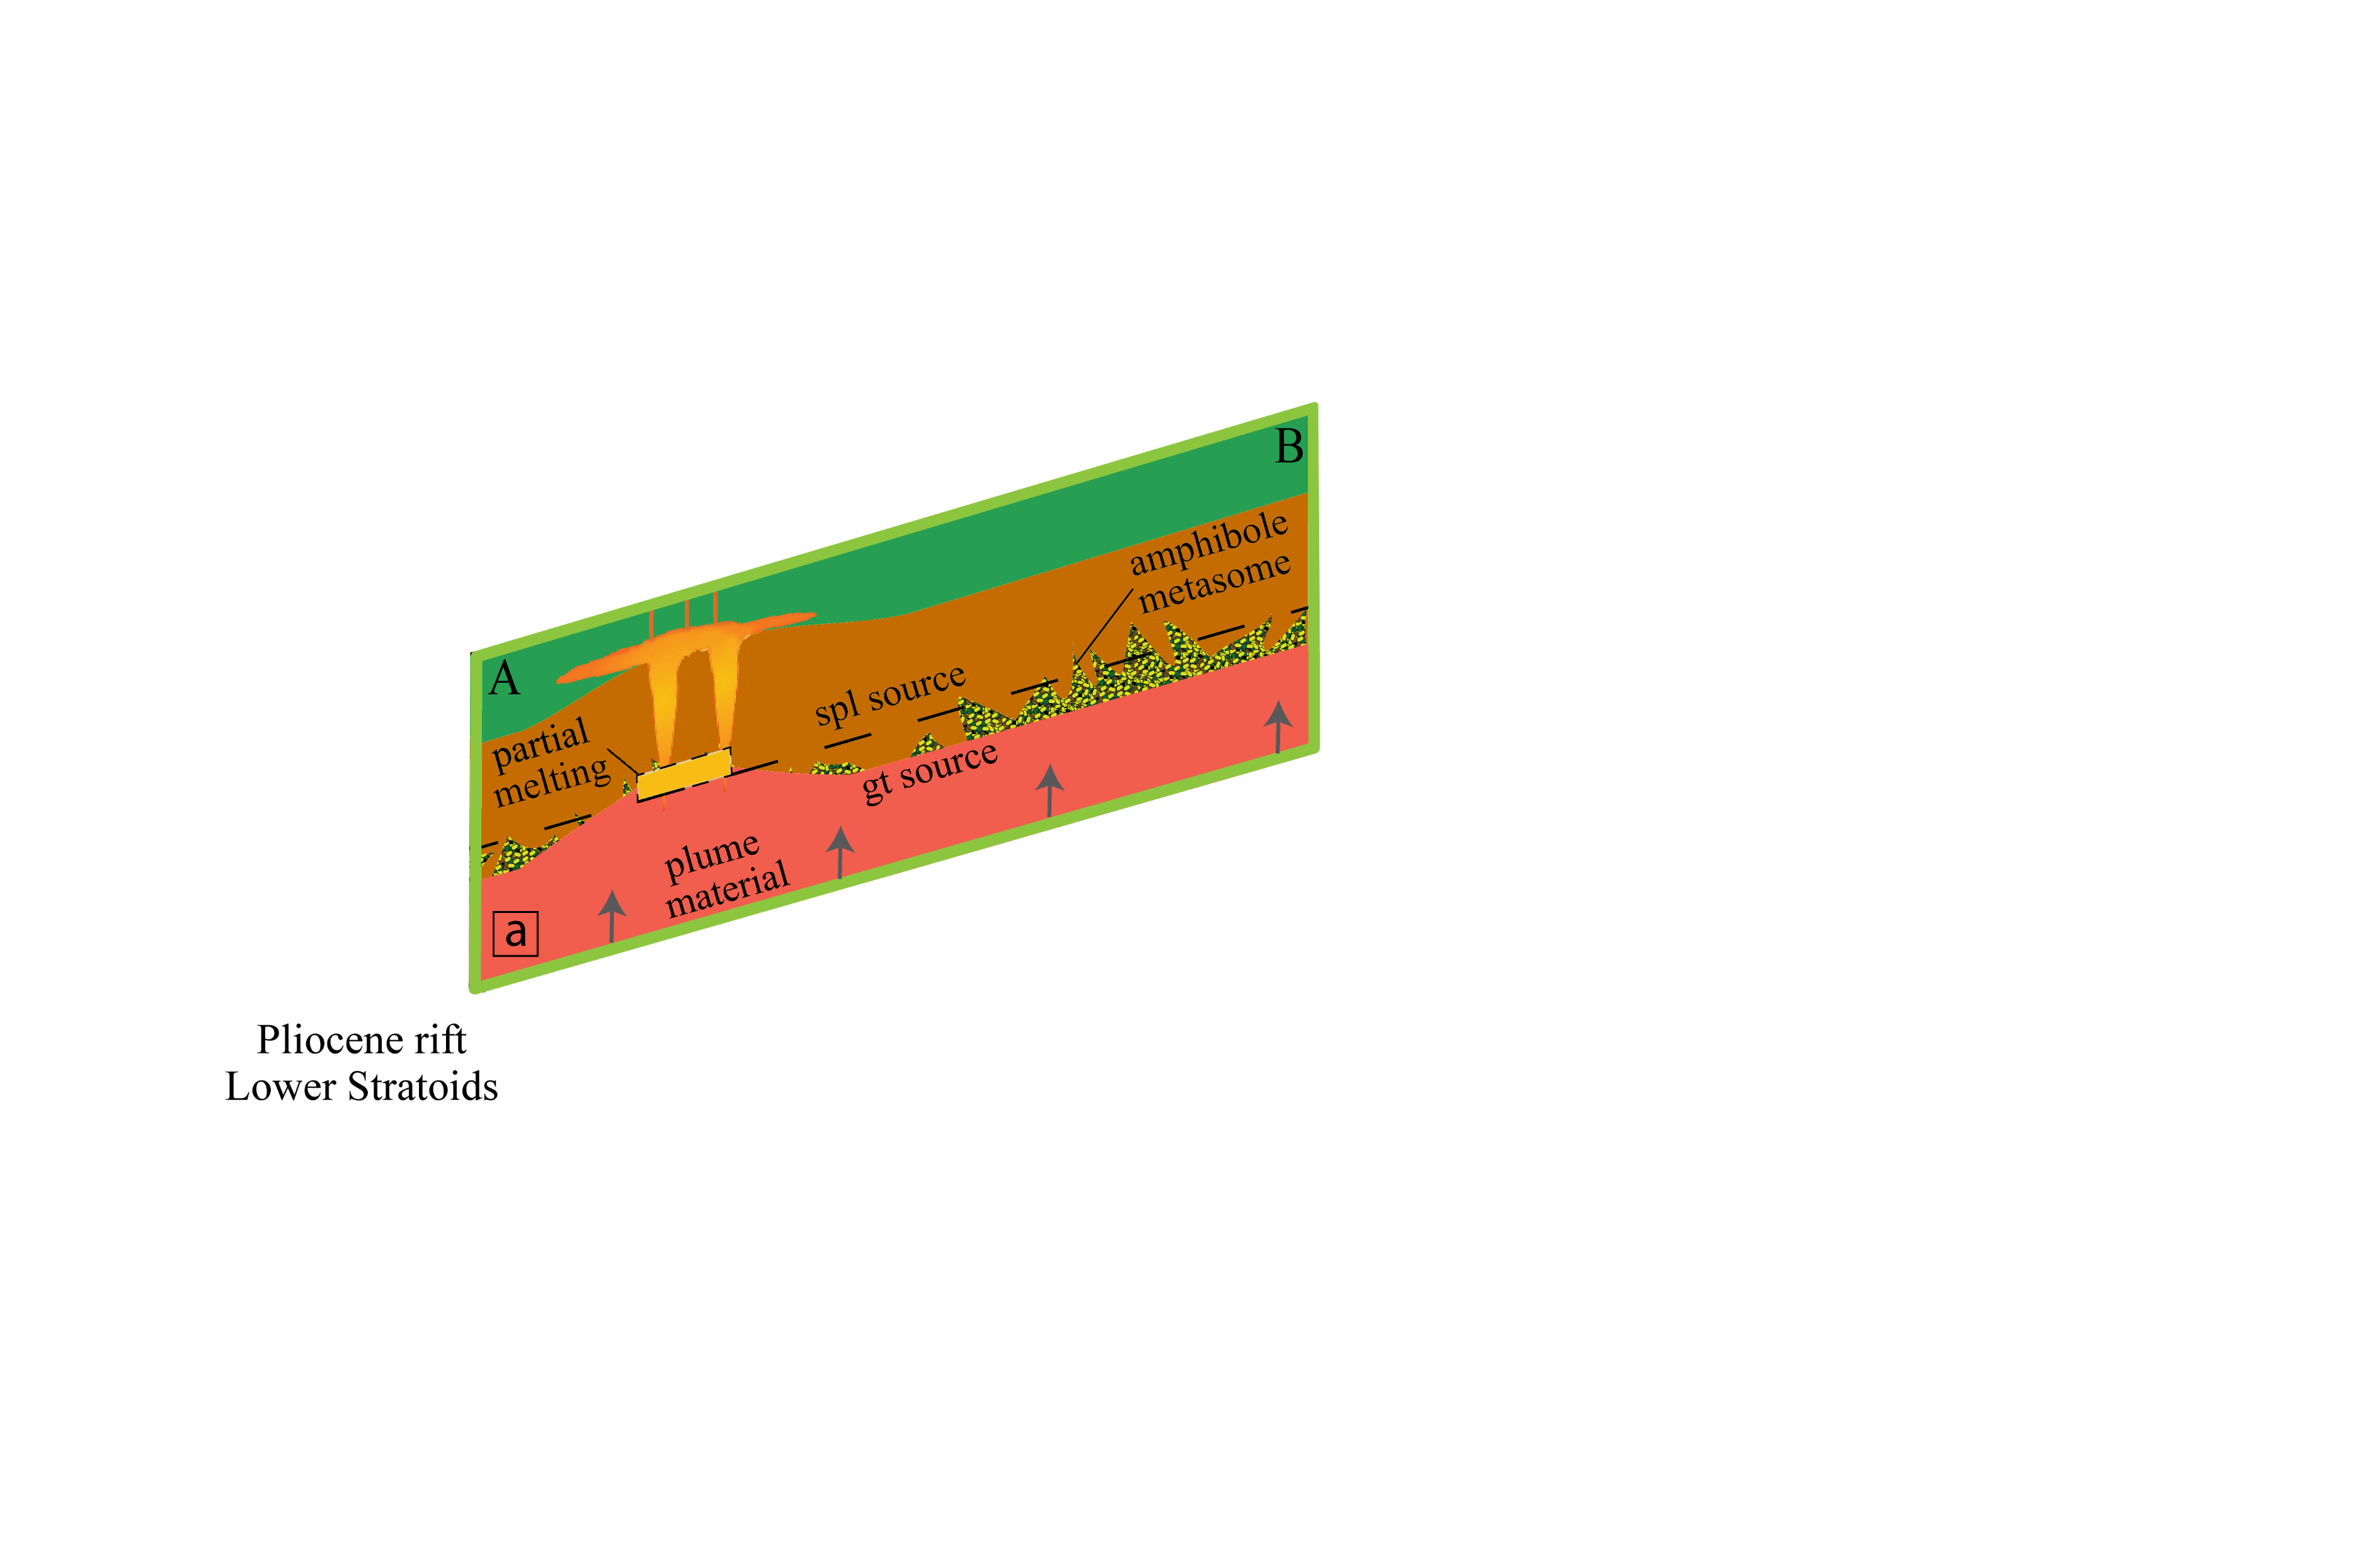 B
amphibole
metasome
A
spl source
partial
melting
gt source
plume
material
a
Pliocene rift
Lower Stratoids